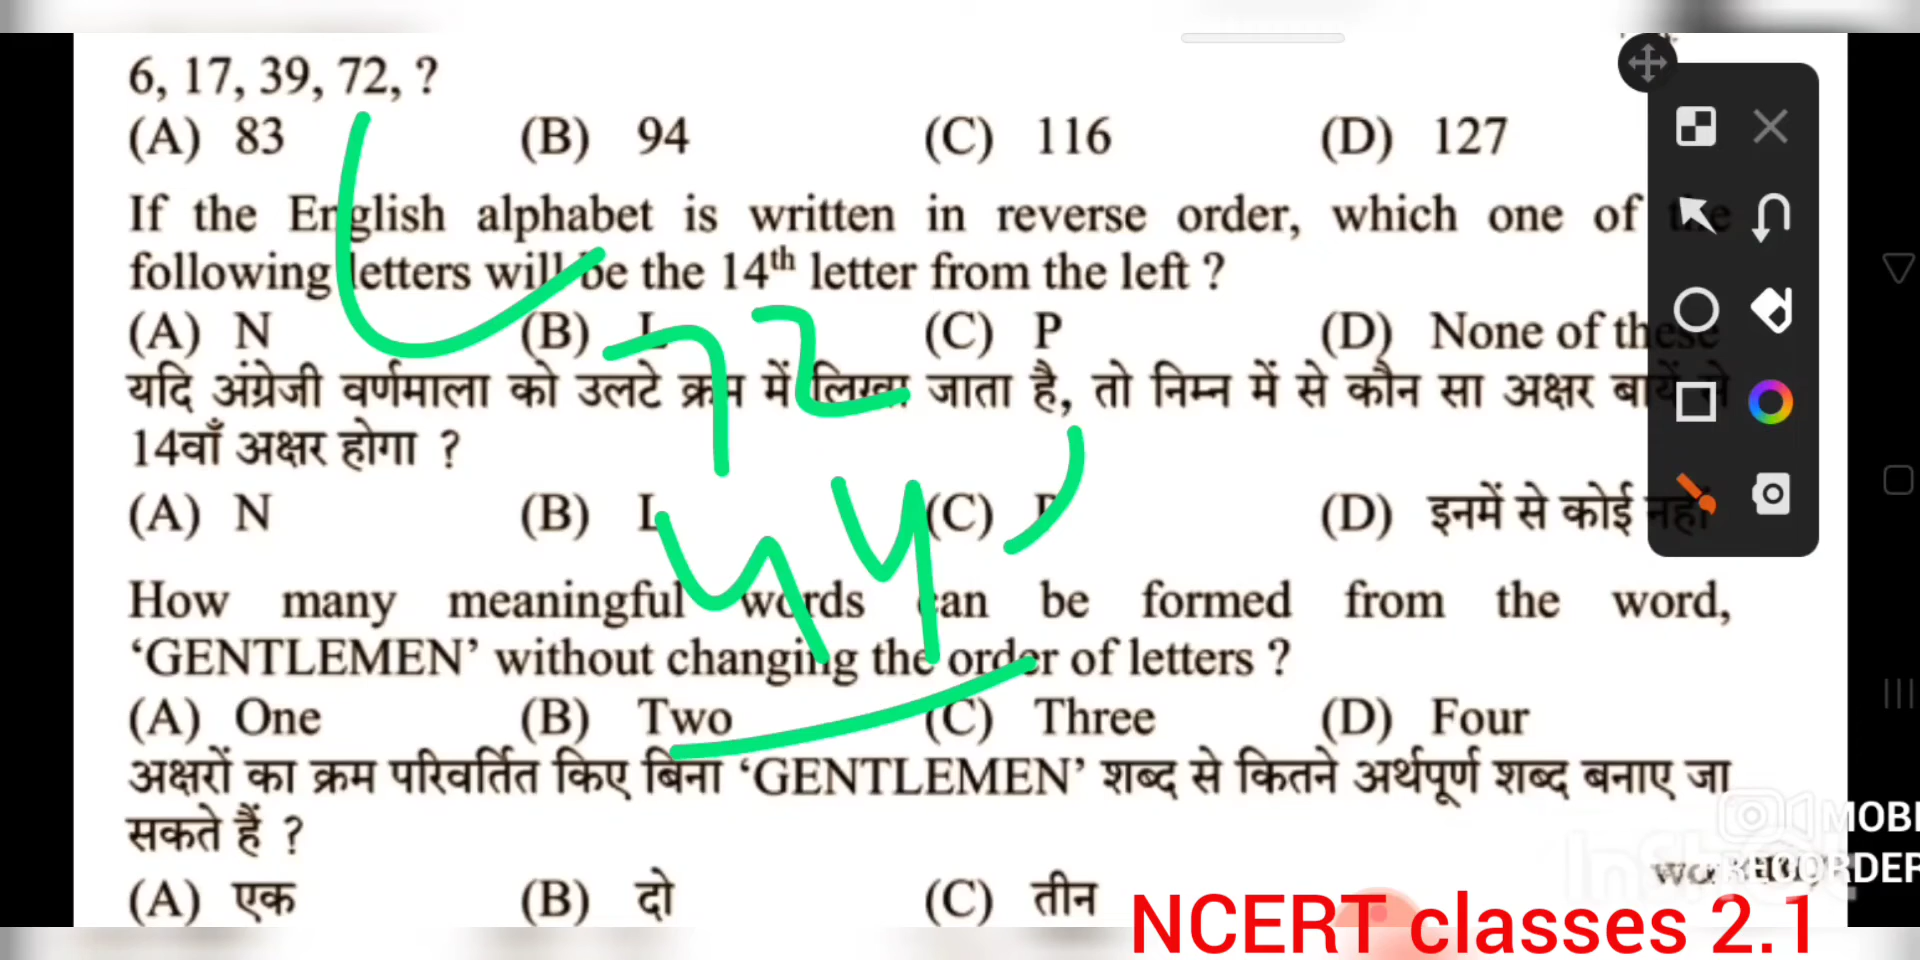 6, 17, 39, 72, ?
(A) 83 (B) 94 (C) 116 (D) 127
If the English alphabet is written in reverse order, which one of the
following letters will be the 14th letter from the left ?
(A) N (B) L (C) P (D) None of these
यदि अंग्रेजी वर्णमाला को उलटे क्रम में लिखा जाता है, तो निम्न में से कौन सा अक्षर बायें से
14वाँ अक्षर होगा ?
(A) N (B) L (C) P (D) इनमें से कोई नहीं
72
44
How many meaningful words can be formed from the word,
‘GENTLEMEN’ without changing the order of letters ?
(A) One (B) Two (C) Three (D) Four
अक्षरों का क्रम परिवर्तित किए बिना ‘GENTLEMEN’ शब्द से कितने अर्थपूर्ण शब्द बनाए जा
सकते हैं ?
(A) एक (B) दो (C) तीन
NCERT classes 2.1